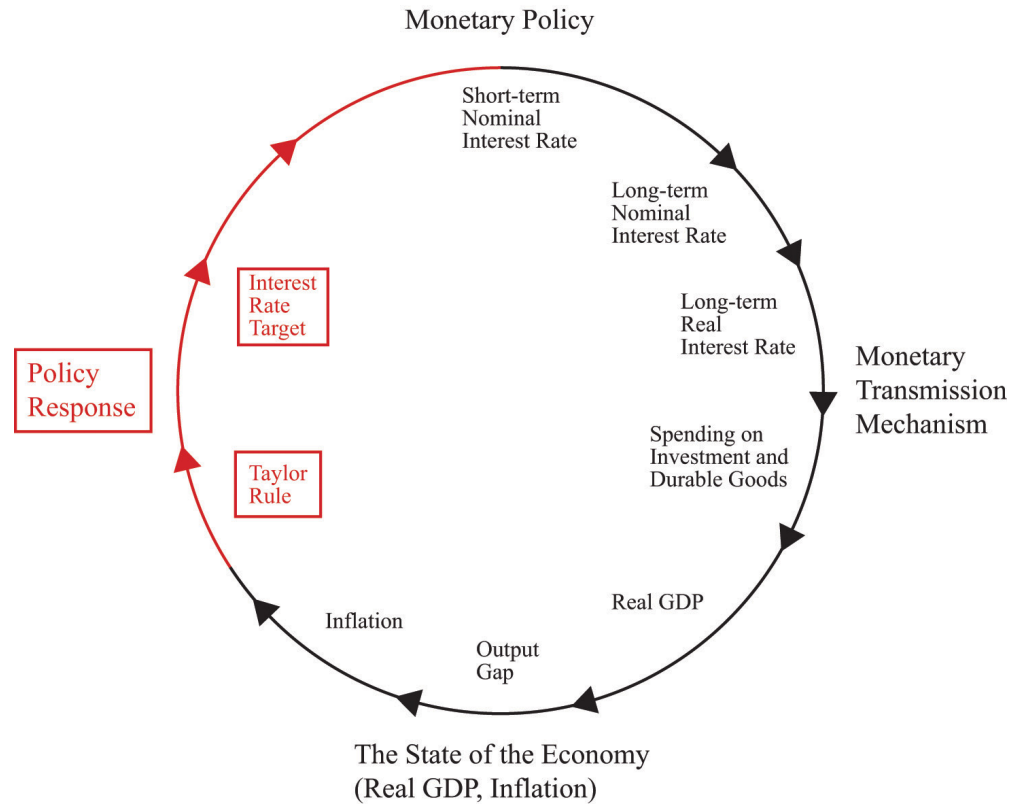 Monetary Policy
Short-term
Nominal
Interest Rate
Long-term
Nominal
Interest Rate
Long-term
Real
Interest Rate
Monetary
Transmission
Mechanism
Spending on
Investment and
Durable Goods
Real GDP
Output
Gap
Inflation
The State of the Economy
(Real GDP, Inflation)
Taylor
Rule
Policy
Response
Interest
Rate
Target